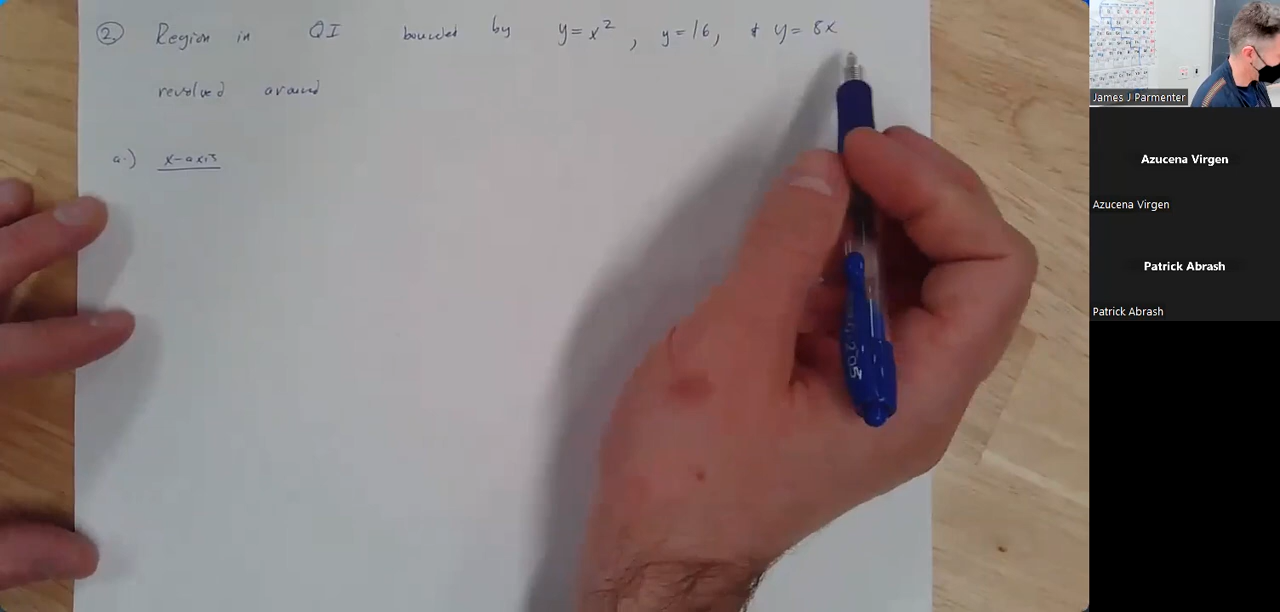 ② Region in QI bounded by y=x², y=16, & y=8x
revolved around
a.) x-axis
James J Parmenter
Azucena Virgen
Azucena Virgen
Patrick Abrash
Patrick Abrash